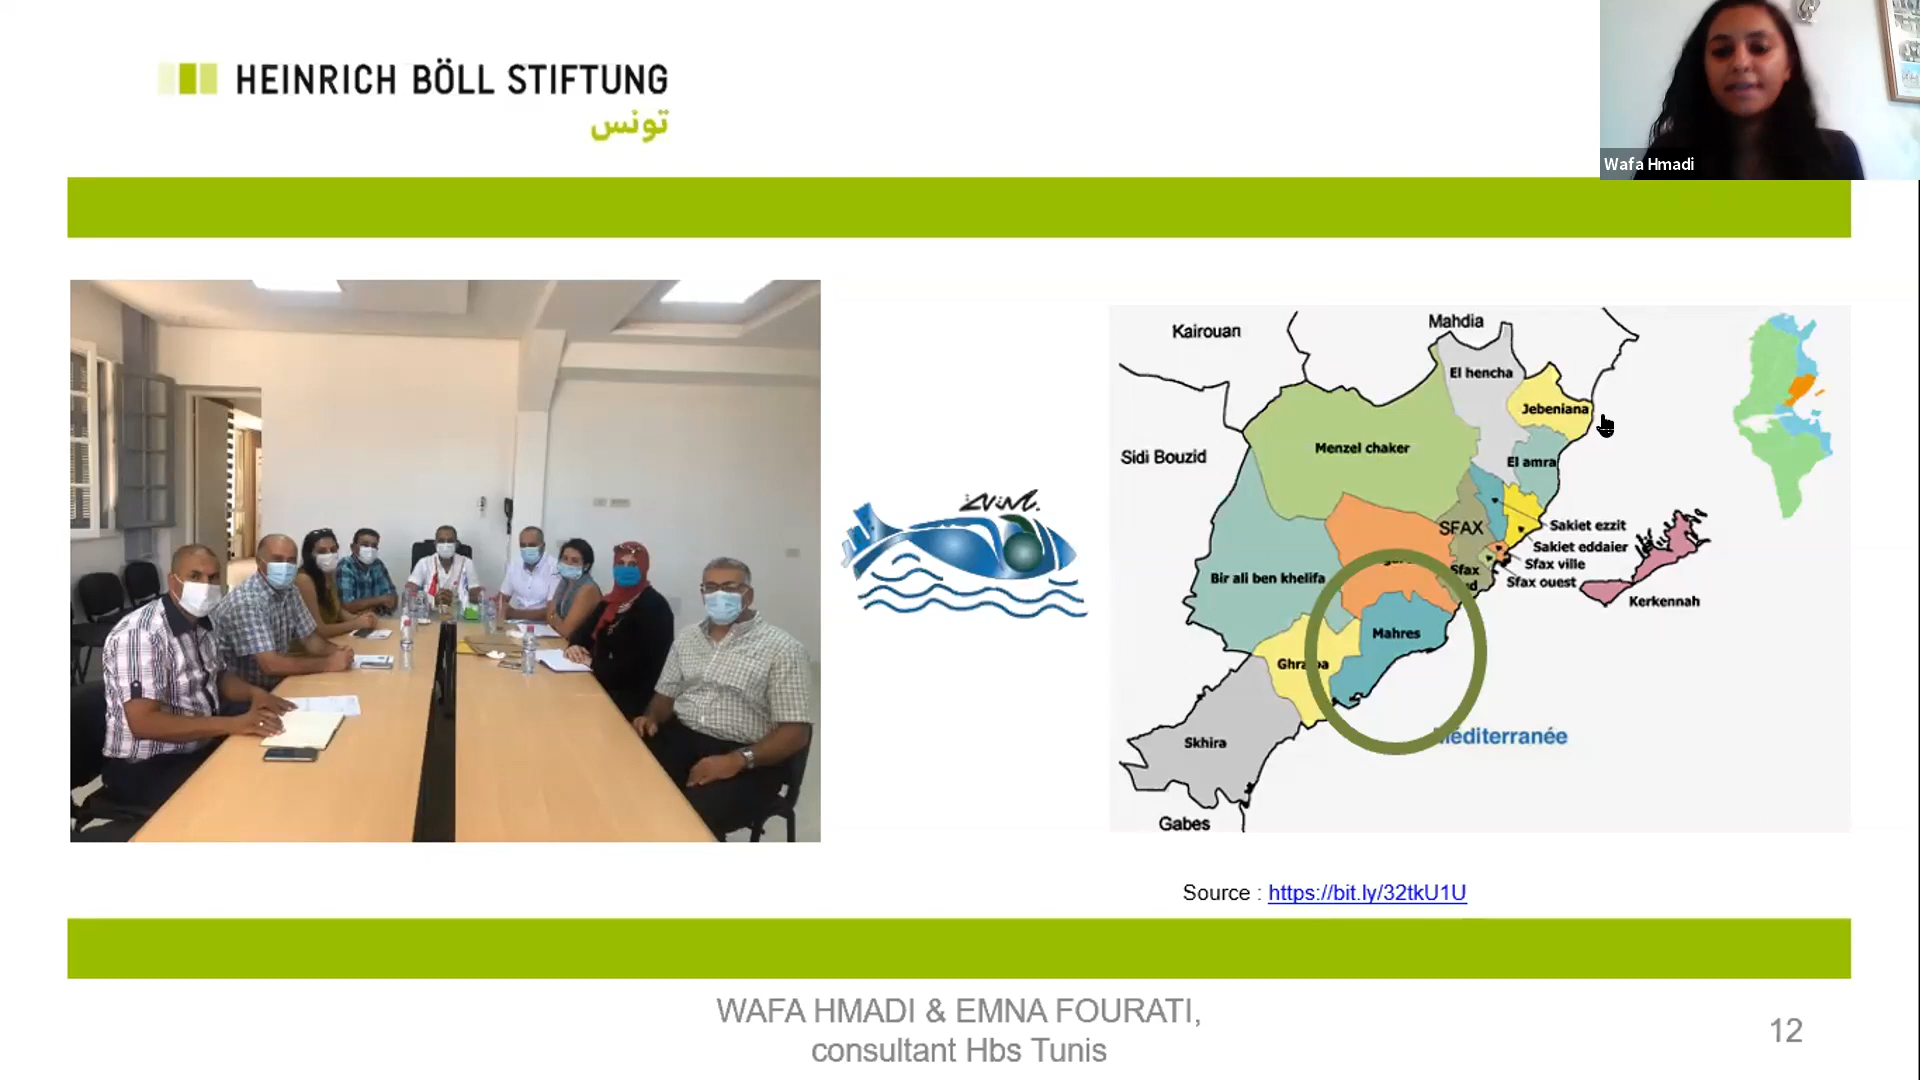 HEINRICH BÖLL STIFTUNG
تونس
Wafa Hmadi
Kairouan
Mahdia
El hencha
Jebeniana
Menzel chaker
Sidi Bouzid
El amra
SFAX
Sakiet ezzit
Sakiet eddaier
Sfax ville
Sfax ouest
Sfax
Bir ali ben khelifa
Kerkennah
Mahres
Skhira
Méditerranée
Gabes
Source : https://bit.ly/32tkU1U
WAFA HMADI & EMNA FOURATI,
consultant Hbs Tunis
12